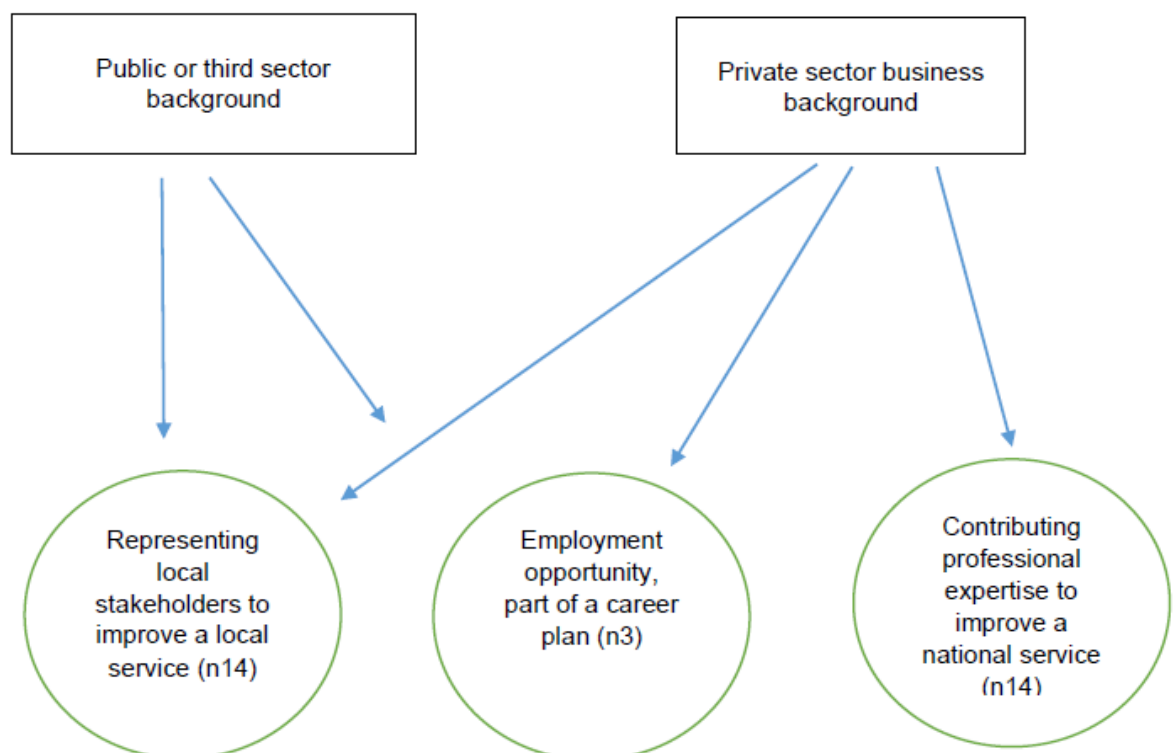 Public or third sector
background
Private sector business
background
Representing
local
stakeholders to
improve a local
service (n14)
Employment
opportunity,
part of a career
plan (n3)
Contributing
professional
expertise to
improve a
national service
(n14)